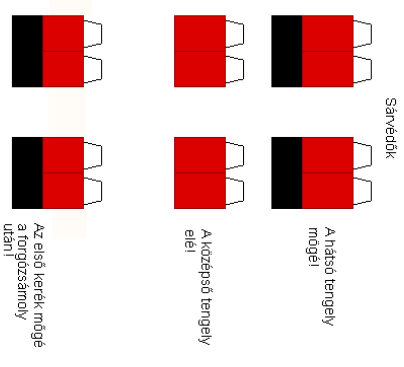 Sárvédők
A hátsó tengely
mögé!
A középső tengely
elé!
Az első kerék mögé
a forgózsámoly
után!